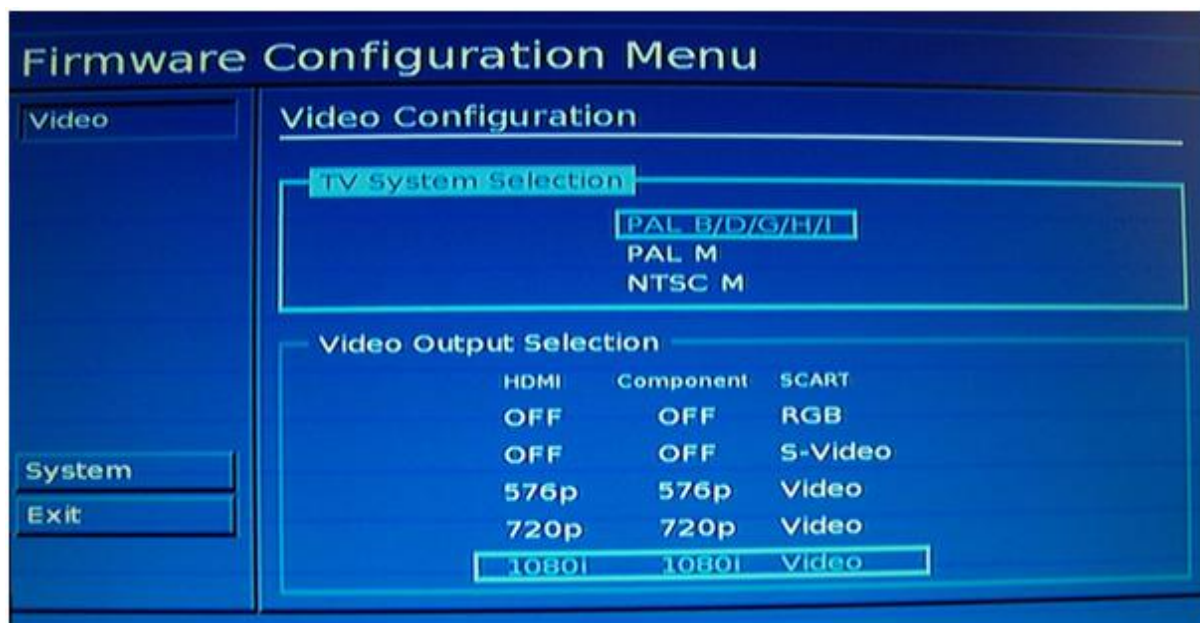 Firmware Configuration Menu
Video
Video Configuration
TV System Selection
PAL B/D/G/H/I
PAL M
NTSC M
Video Output Selection
HDMI Component SCART
OFF OFF RGB
OFF OFF S-Video
576p 576p Video
720p 720p Video
1080i 1080i Video
System
Exit